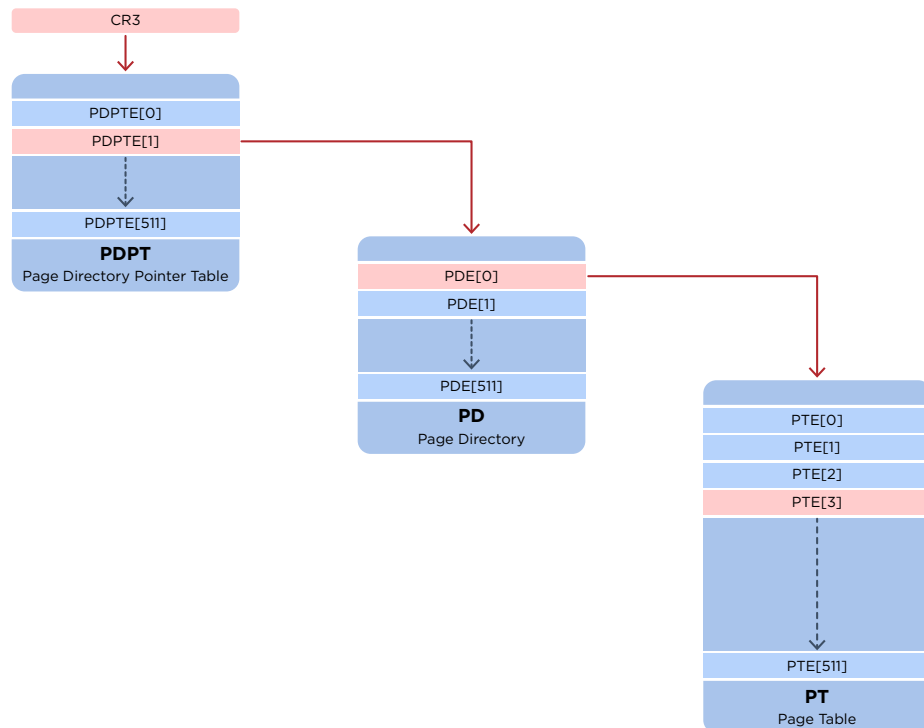 CR3
PDPTE[0]
PDPTE[1]
PDPTE[511]
PDPT
Page Directory Pointer Table
PDE[0]
PDE[1]
PDE[511]
PD
Page Directory
PTE[0]
PTE[1]
PTE[2]
PTE[3]
PTE[511]
PT
Page Table